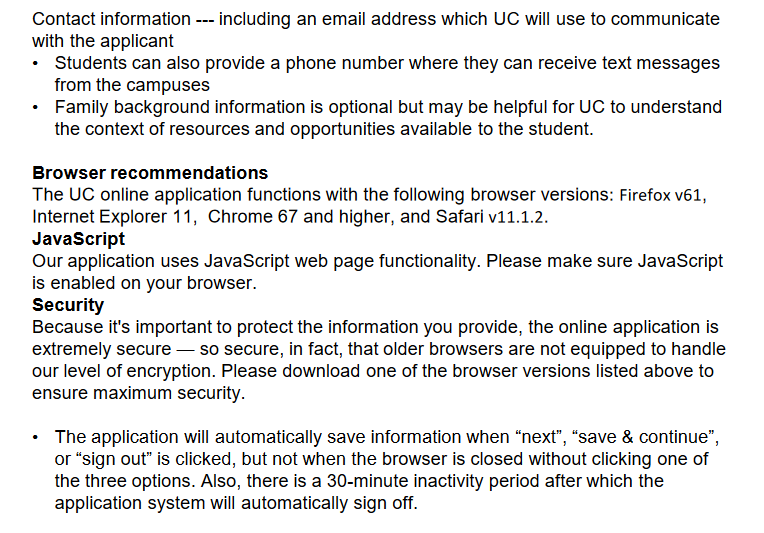 Contact information --- including an email address which UC will use to communicate
with the applicant
• Students can also provide a phone number where they can receive text messages
from the campuses
• Family background information is optional but may be helpful for UC to understand
the context of resources and opportunities available to the student.
Browser recommendations
The UC online application functions with the following browser versions: Firefox v61,
Internet Explorer 11,  Chrome 67 and higher, and Safari v11.1.2.
JavaScript
Our application uses JavaScript web page functionality. Please make sure JavaScript
is enabled on your browser.
Security
Because it's important to protect the information you provide, the online application is
extremely secure — so secure, in fact, that older browsers are not equipped to handle
our level of encryption. Please download one of the browser versions listed above to
ensure maximum security.
• The application will automatically save information when “next”, “save & continue”,
or “sign out” is clicked, but not when the browser is closed without clicking one of
the three options. Also, there is a 30-minute inactivity period after which the
application system will automatically sign off.